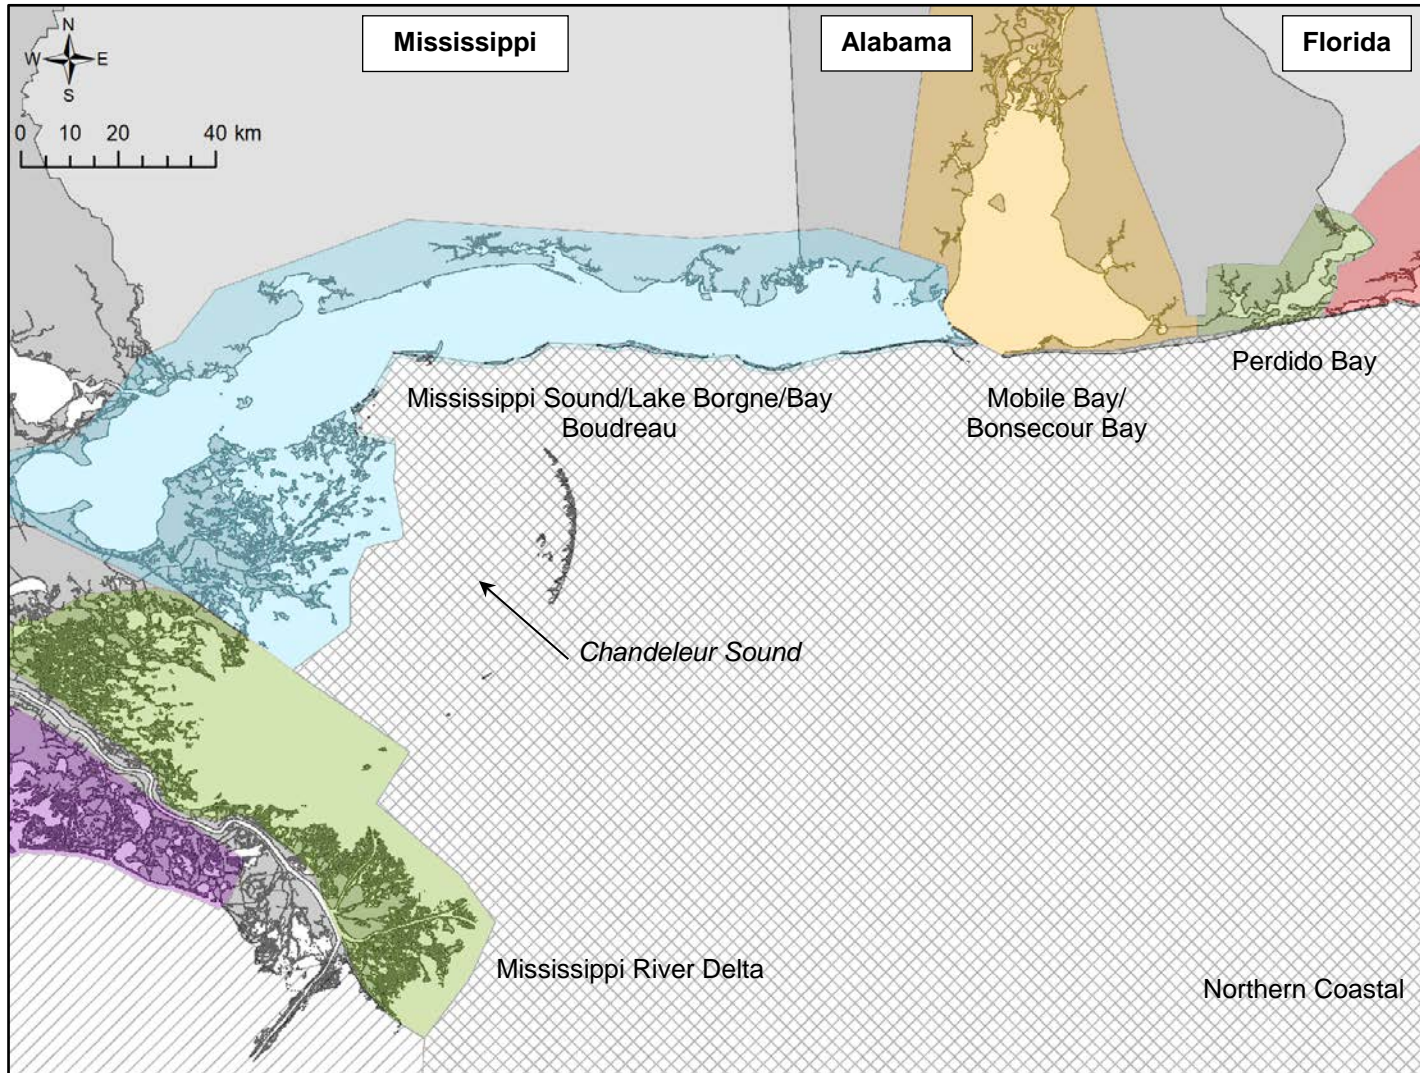 Mississippi
Alabama
Florida
N
W E
S
0 10 20 40 km
Perdido Bay
Mississippi Sound/Lake Borgne/Bay
Boudreau
Mobile Bay/
Bonsecour Bay
Chandeleur Sound
Mississippi River Delta
Northern Coastal